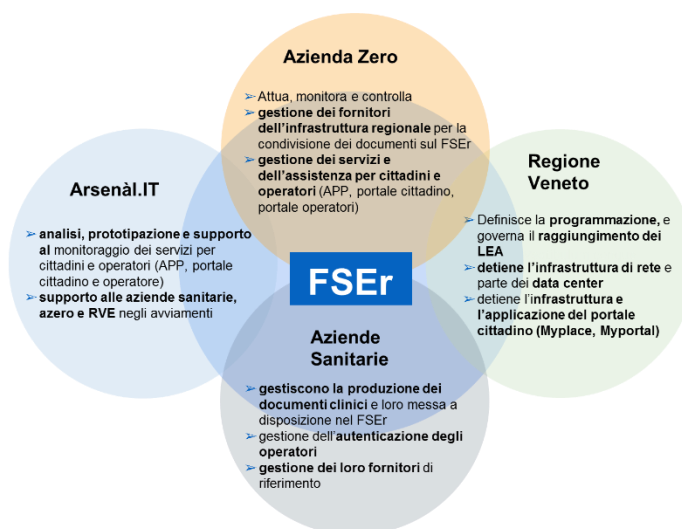 Azienda Zero
➢ Attua, monitora e controlla
➢ gestione dei fornitori
dell'infrastruttura regionale per la
condivisione dei documenti sul FSEr
➢ gestione dei servizi e
dell'assistenza per cittadini e
operatori (APP, portale cittadino,
portale operatori)
Arsenàl.IT
➢ analisi, prototipazione e supporto
al monitoraggio dei servizi per
cittadini e operatori (APP, portale
cittadino e operatore)
➢ supporto alle aziende sanitarie,
azero e RVE negli avviamenti
Regione
Veneto
➢ Definisce la programmazione, e
governa il raggiungimento dei
LEA
➢ detiene l'infrastruttura di rete e
parte dei data center
➢ detiene l'infrastruttura e
l'applicazione del portale
cittadino (Myplace, Myportal)
FSEr
Aziende
Sanitarie
➢ gestiscono la produzione dei
documenti clinici e loro messa a
disposizione nel FSEr
➢ gestione dell'autenticazione degli
operatori
➢ gestione dei loro fornitori di
riferimento